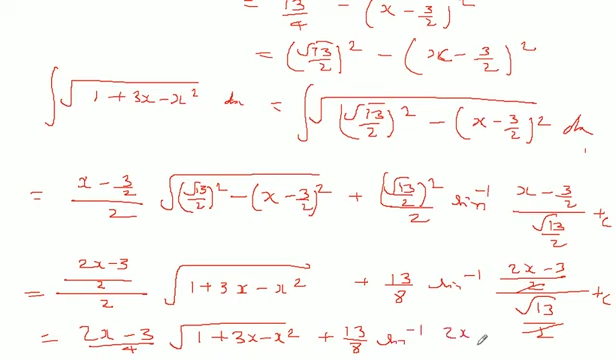 = 13/4 - (x - 3/2)^2
= (√13/2)^2 - (x - 3/2)^2
∫ √(1 + 3x - x^2) dx = ∫ √((√13/2)^2 - (x - 3/2)^2) dx
= (x - 3/2)/2 √((√13/2)^2 - (x - 3/2)^2) + (√13/2)^2/2 sin^-1 (x - 3/2)/(√13/2) + c
= ((2x-3)/2)/2 √(1 + 3x - x^2) + 13/8 sin^-1 ((2x-3)/2)/(√13/2) + c
= (2x-3)/4 √(1 + 3x - x^2) + 13/8 sin^-1 2x